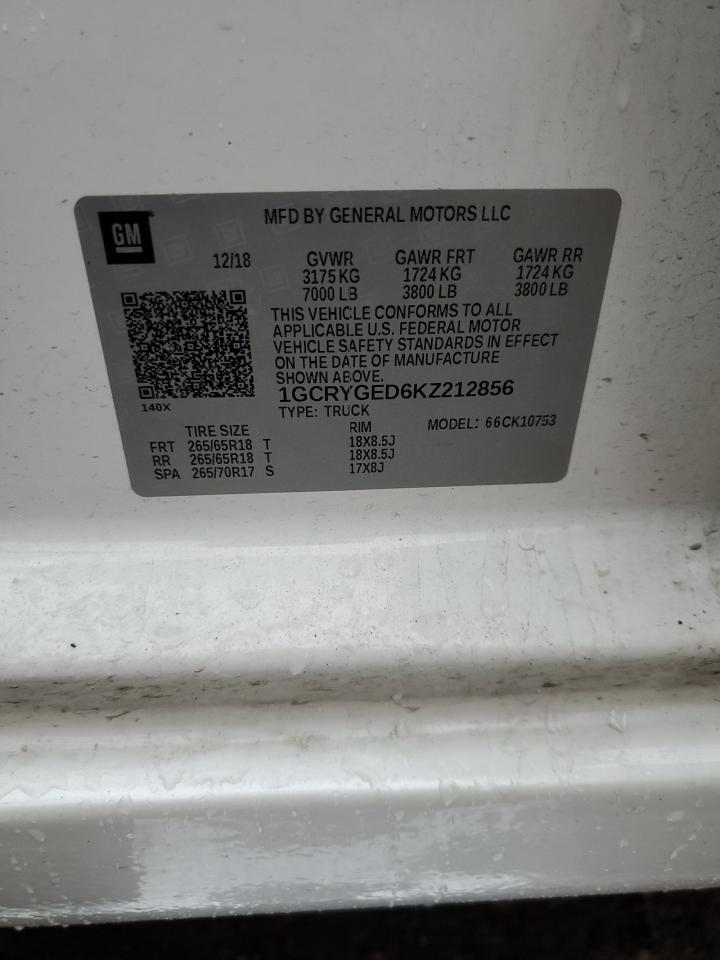 GM
MFD BY GENERAL MOTORS LLC
12/18 GVWR GAWR FRT GAWR RR
3175 KG 1724 KG 1724 KG
7000 LB 3800 LB 3800 LB
THIS VEHICLE CONFORMS TO ALL
APPLICABLE U.S. FEDERAL MOTOR
VEHICLE SAFETY STANDARDS IN EFFECT
ON THE DATE OF MANUFACTURE
SHOWN ABOVE.
140X
1GCRYGED6KZ212856
TYPE: TRUCK MODEL: 66CK10753
TIRE SIZE RIM
FRT 265/65R18 T 18X8.5J
RR 265/65R18 T 18X8.5J
SPA 265/70R17 S 17X8J